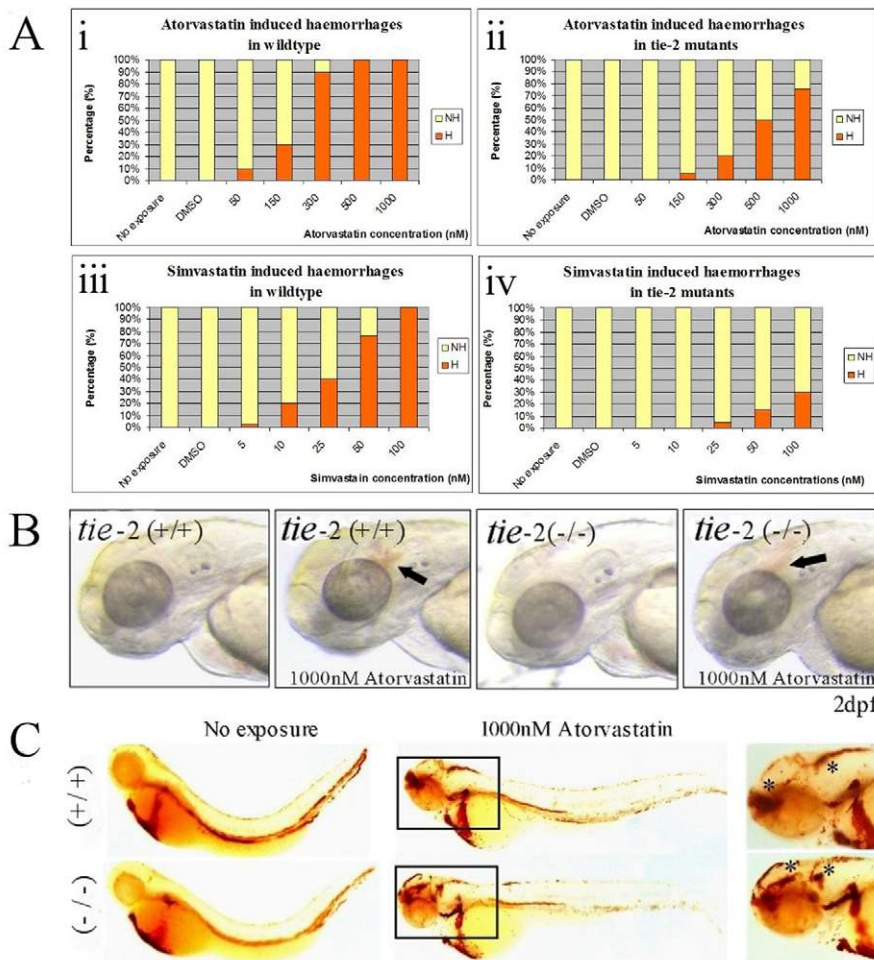 A
i
Atorvastatin induced haemorrhages
in wildtype
Percentage (%)
100%
90%
80%
70%
60%
50%
40%
30%
20%
10%
0%
No exposure
DMSO
50
150
300
500
1000
Atorvastatin concentration (nM)
NH
H
ii
Atorvastatin induced haemorrhages
in tie-2 mutants
Percentage (%)
100%
90%
80%
70%
60%
50%
40%
30%
20%
10%
0%
No exposure
DMSO
50
150
300
500
1000
Atorvastatin concentration (nM)
NH
H
iii
Simvastatin induced haemorrhages
in wildtype
Percentage (%)
100%
90%
80%
70%
60%
50%
40%
30%
20%
10%
0%
No exposure
DMSO
5
10
25
50
100
Simvastain concentration (nM)
NH
H
iv
Simvastatin induced haemorrhages
in tie-2 mutants
Percentage (%)
100%
90%
80%
70%
60%
50%
40%
30%
20%
10%
0%
No exposure
DMSO
5
10
25
50
100
Simvastatin concentrations (nM)
NH
H
B
tie-2 (+/+)
tie-2 (+/+)
1000nM Atorvastatin
tie-2(-/-)
tie-2 (-/-)
1000nM Atorvastatin
2dpf
C
No exposure
1000nM Atorvastatin
(+/+)
* *
(-/-)
* *